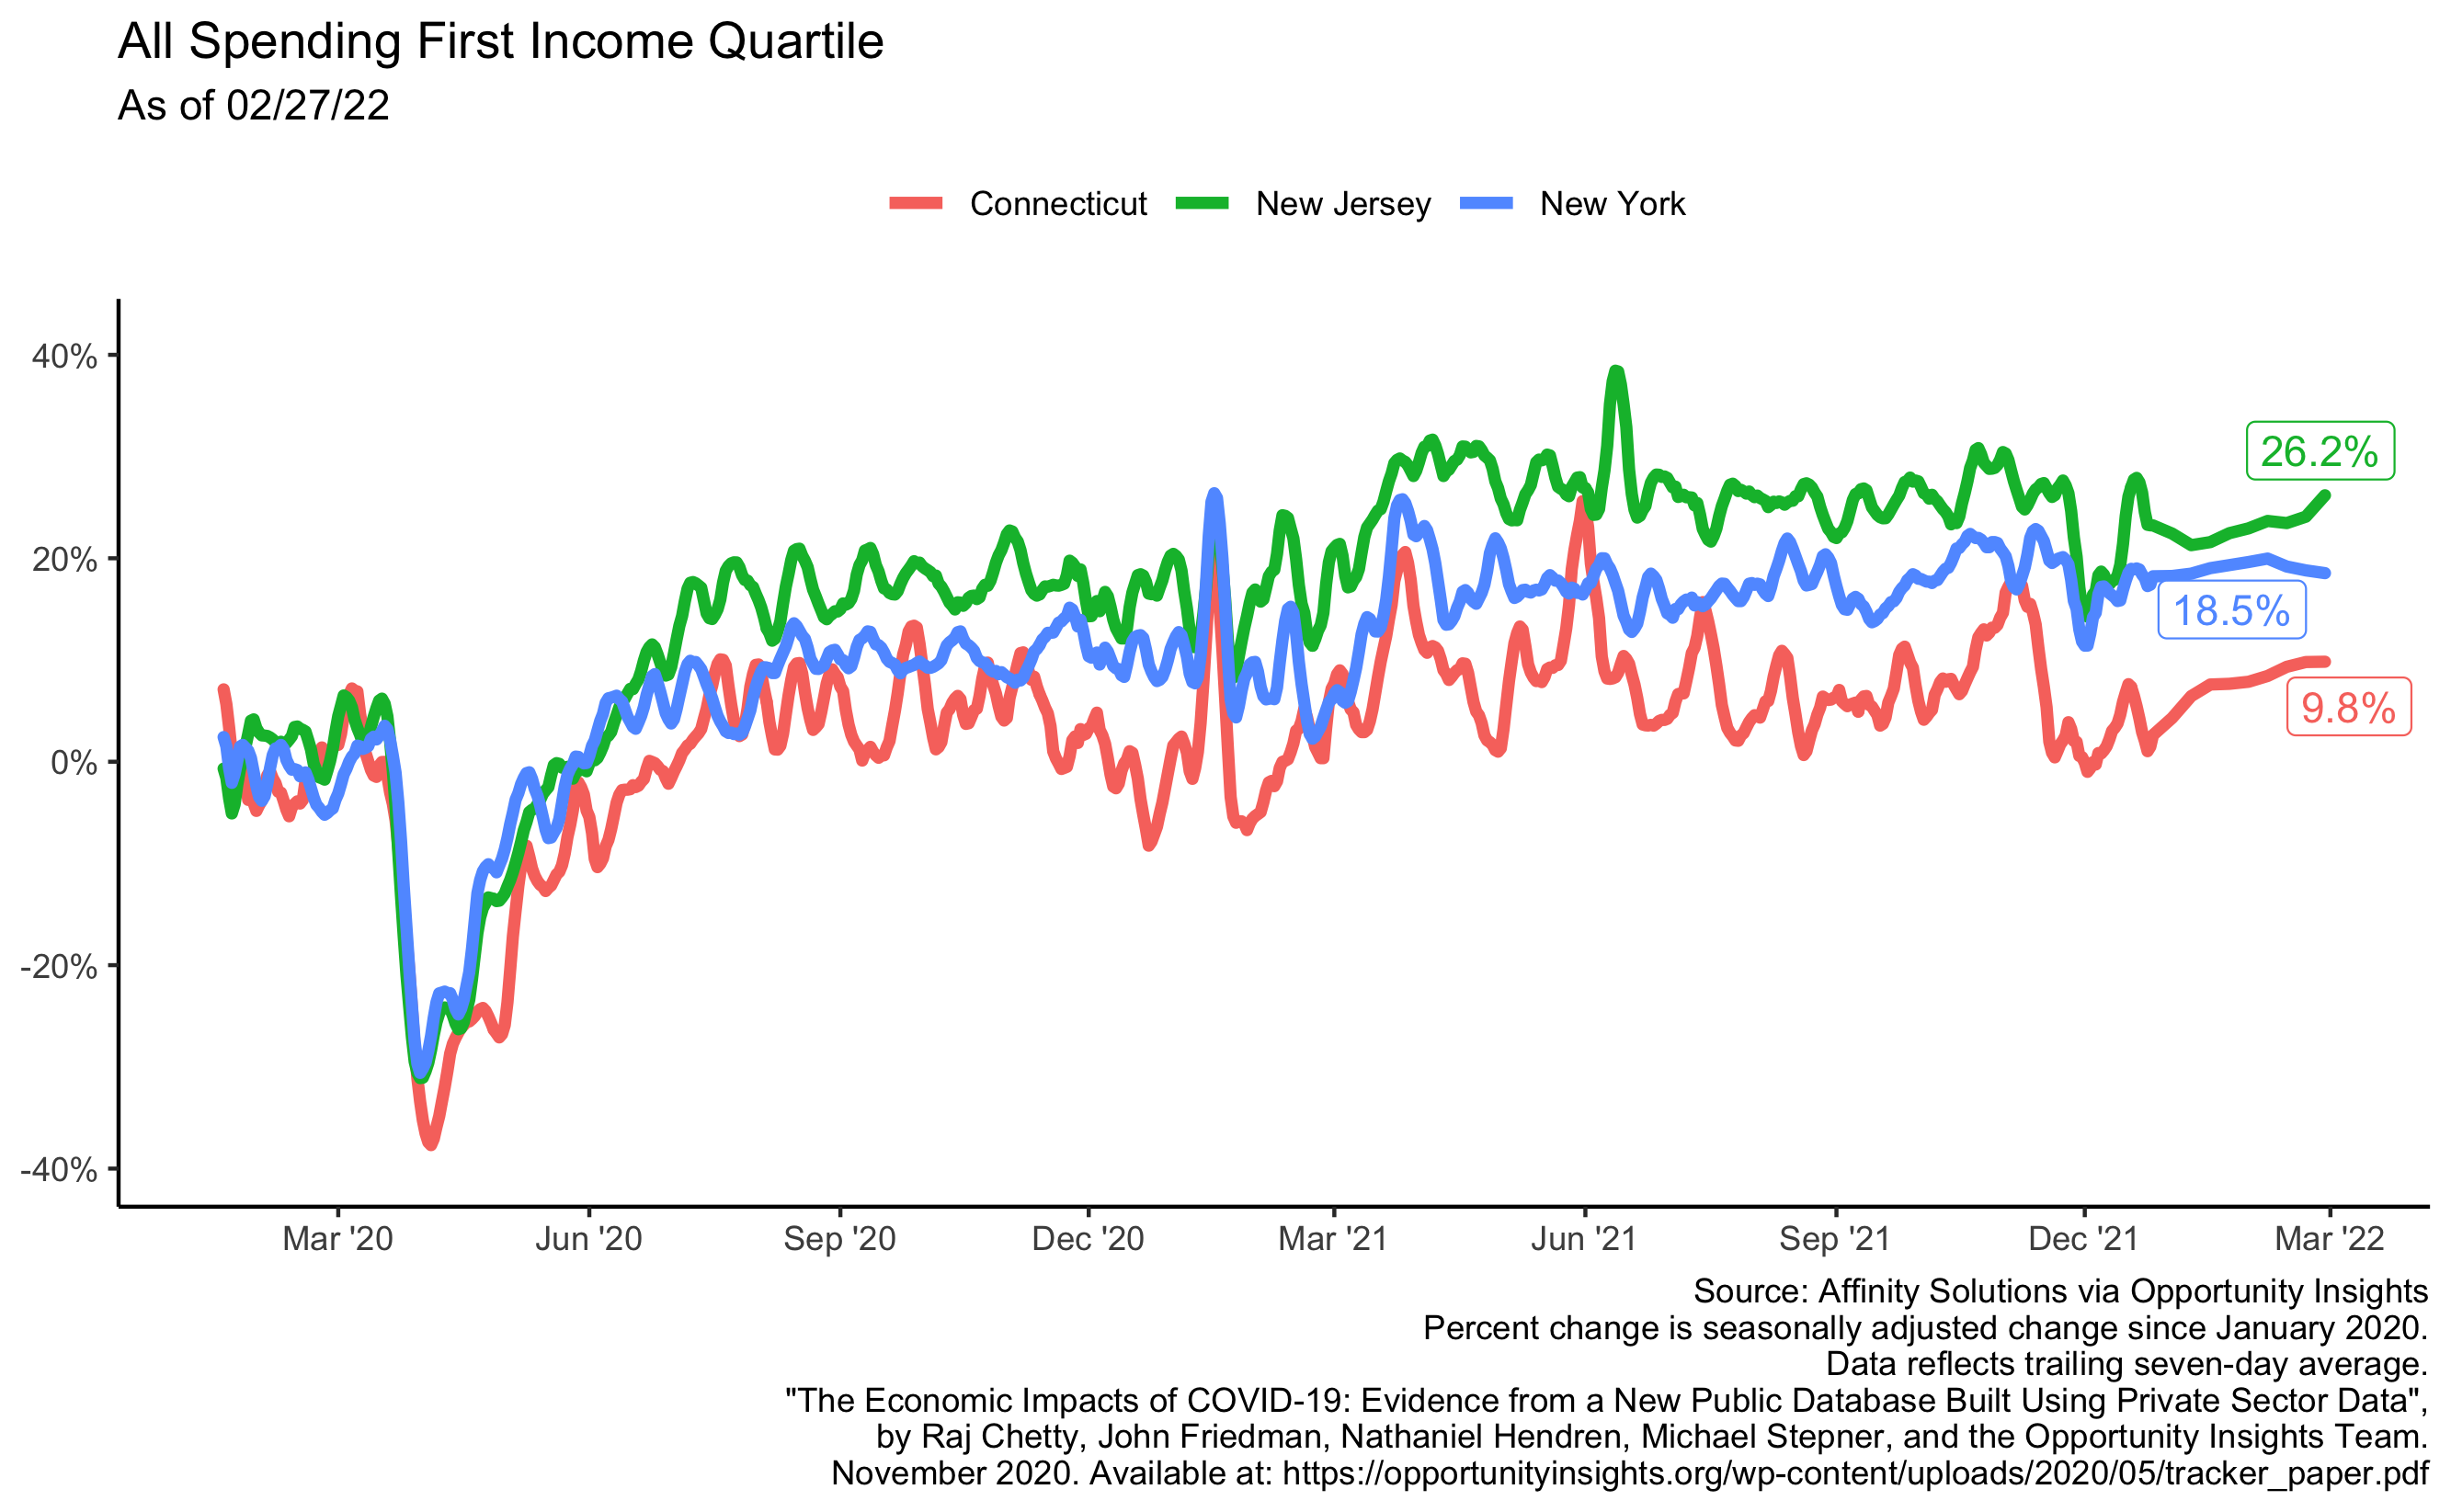 All Spending First Income Quartile
As of 02/27/22
Connecticut New Jersey New York
40%
20%
0%
-20%
-40%
26.2%
18.5%
9.8%
Mar '20 Jun '20 Sep '20 Dec '20 Mar '21 Jun '21 Sep '21 Dec '21 Mar '22
Source: Affinity Solutions via Opportunity Insights
Percent change is seasonally adjusted change since January 2020.
Data reflects trailing seven-day average.
"The Economic Impacts of COVID-19: Evidence from a New Public Database Built Using Private Sector Data",
by Raj Chetty, John Friedman, Nathaniel Hendren, Michael Stepner, and the Opportunity Insights Team.
November 2020. Available at: https://opportunityinsights.org/wp-content/uploads/2020/05/tracker_paper.pdf